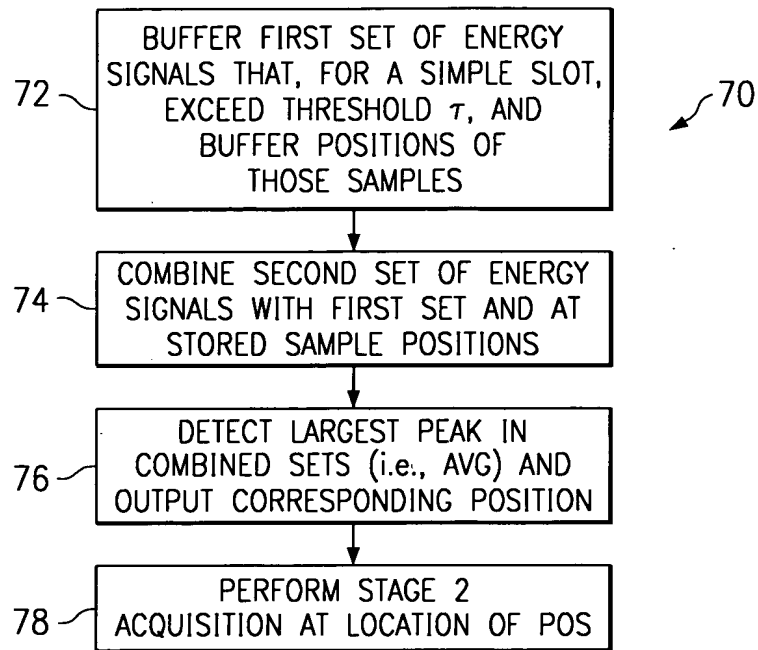 BUFFER FIRST SET OF ENERGY
SIGNALS THAT, FOR A SIMPLE SLOT,
EXCEED THRESHOLD τ, AND
BUFFER POSITIONS OF
THOSE SAMPLES
72
70
COMBINE SECOND SET OF ENERGY
SIGNALS WITH FIRST SET AND AT
STORED SAMPLE POSITIONS
74
DETECT LARGEST PEAK IN
COMBINED SETS (i.e., AVG) AND
OUTPUT CORRESPONDING POSITION
76
PERFORM STAGE 2
ACQUISITION AT LOCATION OF POS
78